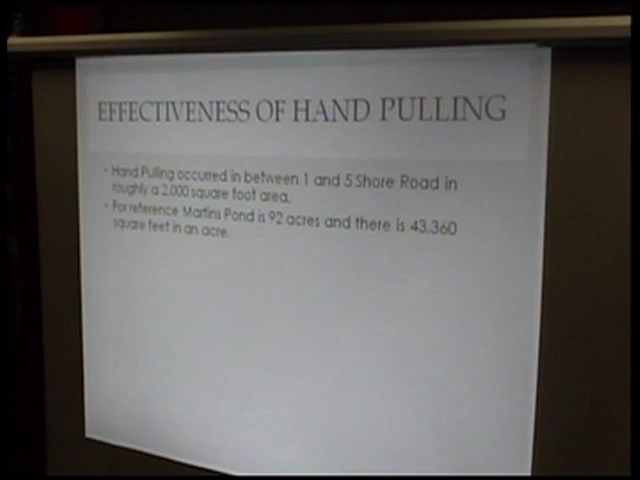 EFFECTIVENESS OF HAND PULLING
• Hand Pulling occurred in between 1 and 5 Shore Road in
roughly a 2,000 square foot area.
• For reference Martins Pond is 92 acres and there is 43,360
square feet in an acre.